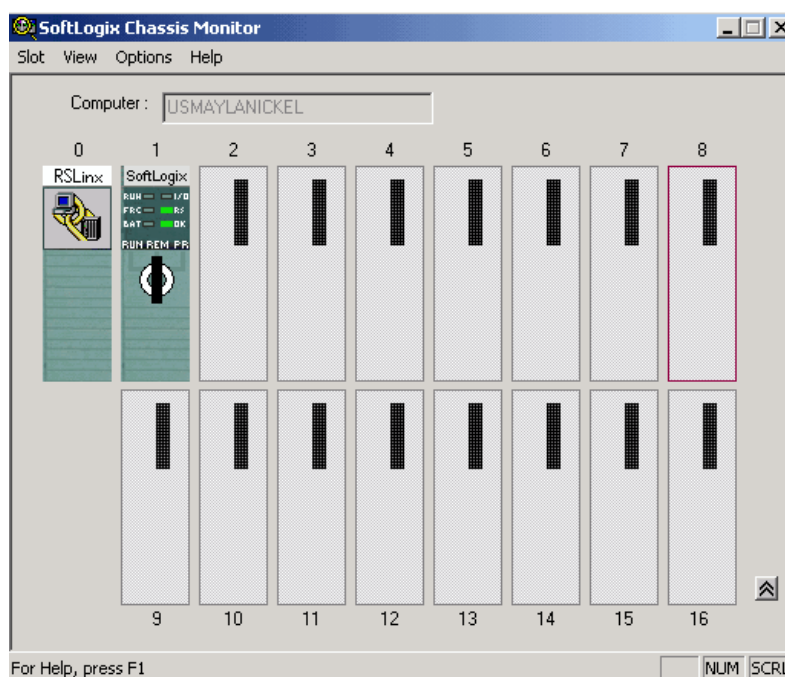 SoftLogix Chassis Monitor
Slot View Options Help
Computer : USMAYLANICKEL
0 1 2 3 4 5 6 7 8
RSLinx SoftLogix
RUN I/O
FRC RS
BAT OK
RUN REM PR
9 10 11 12 13 14 15 16
For Help, press F1 NUM SCRL